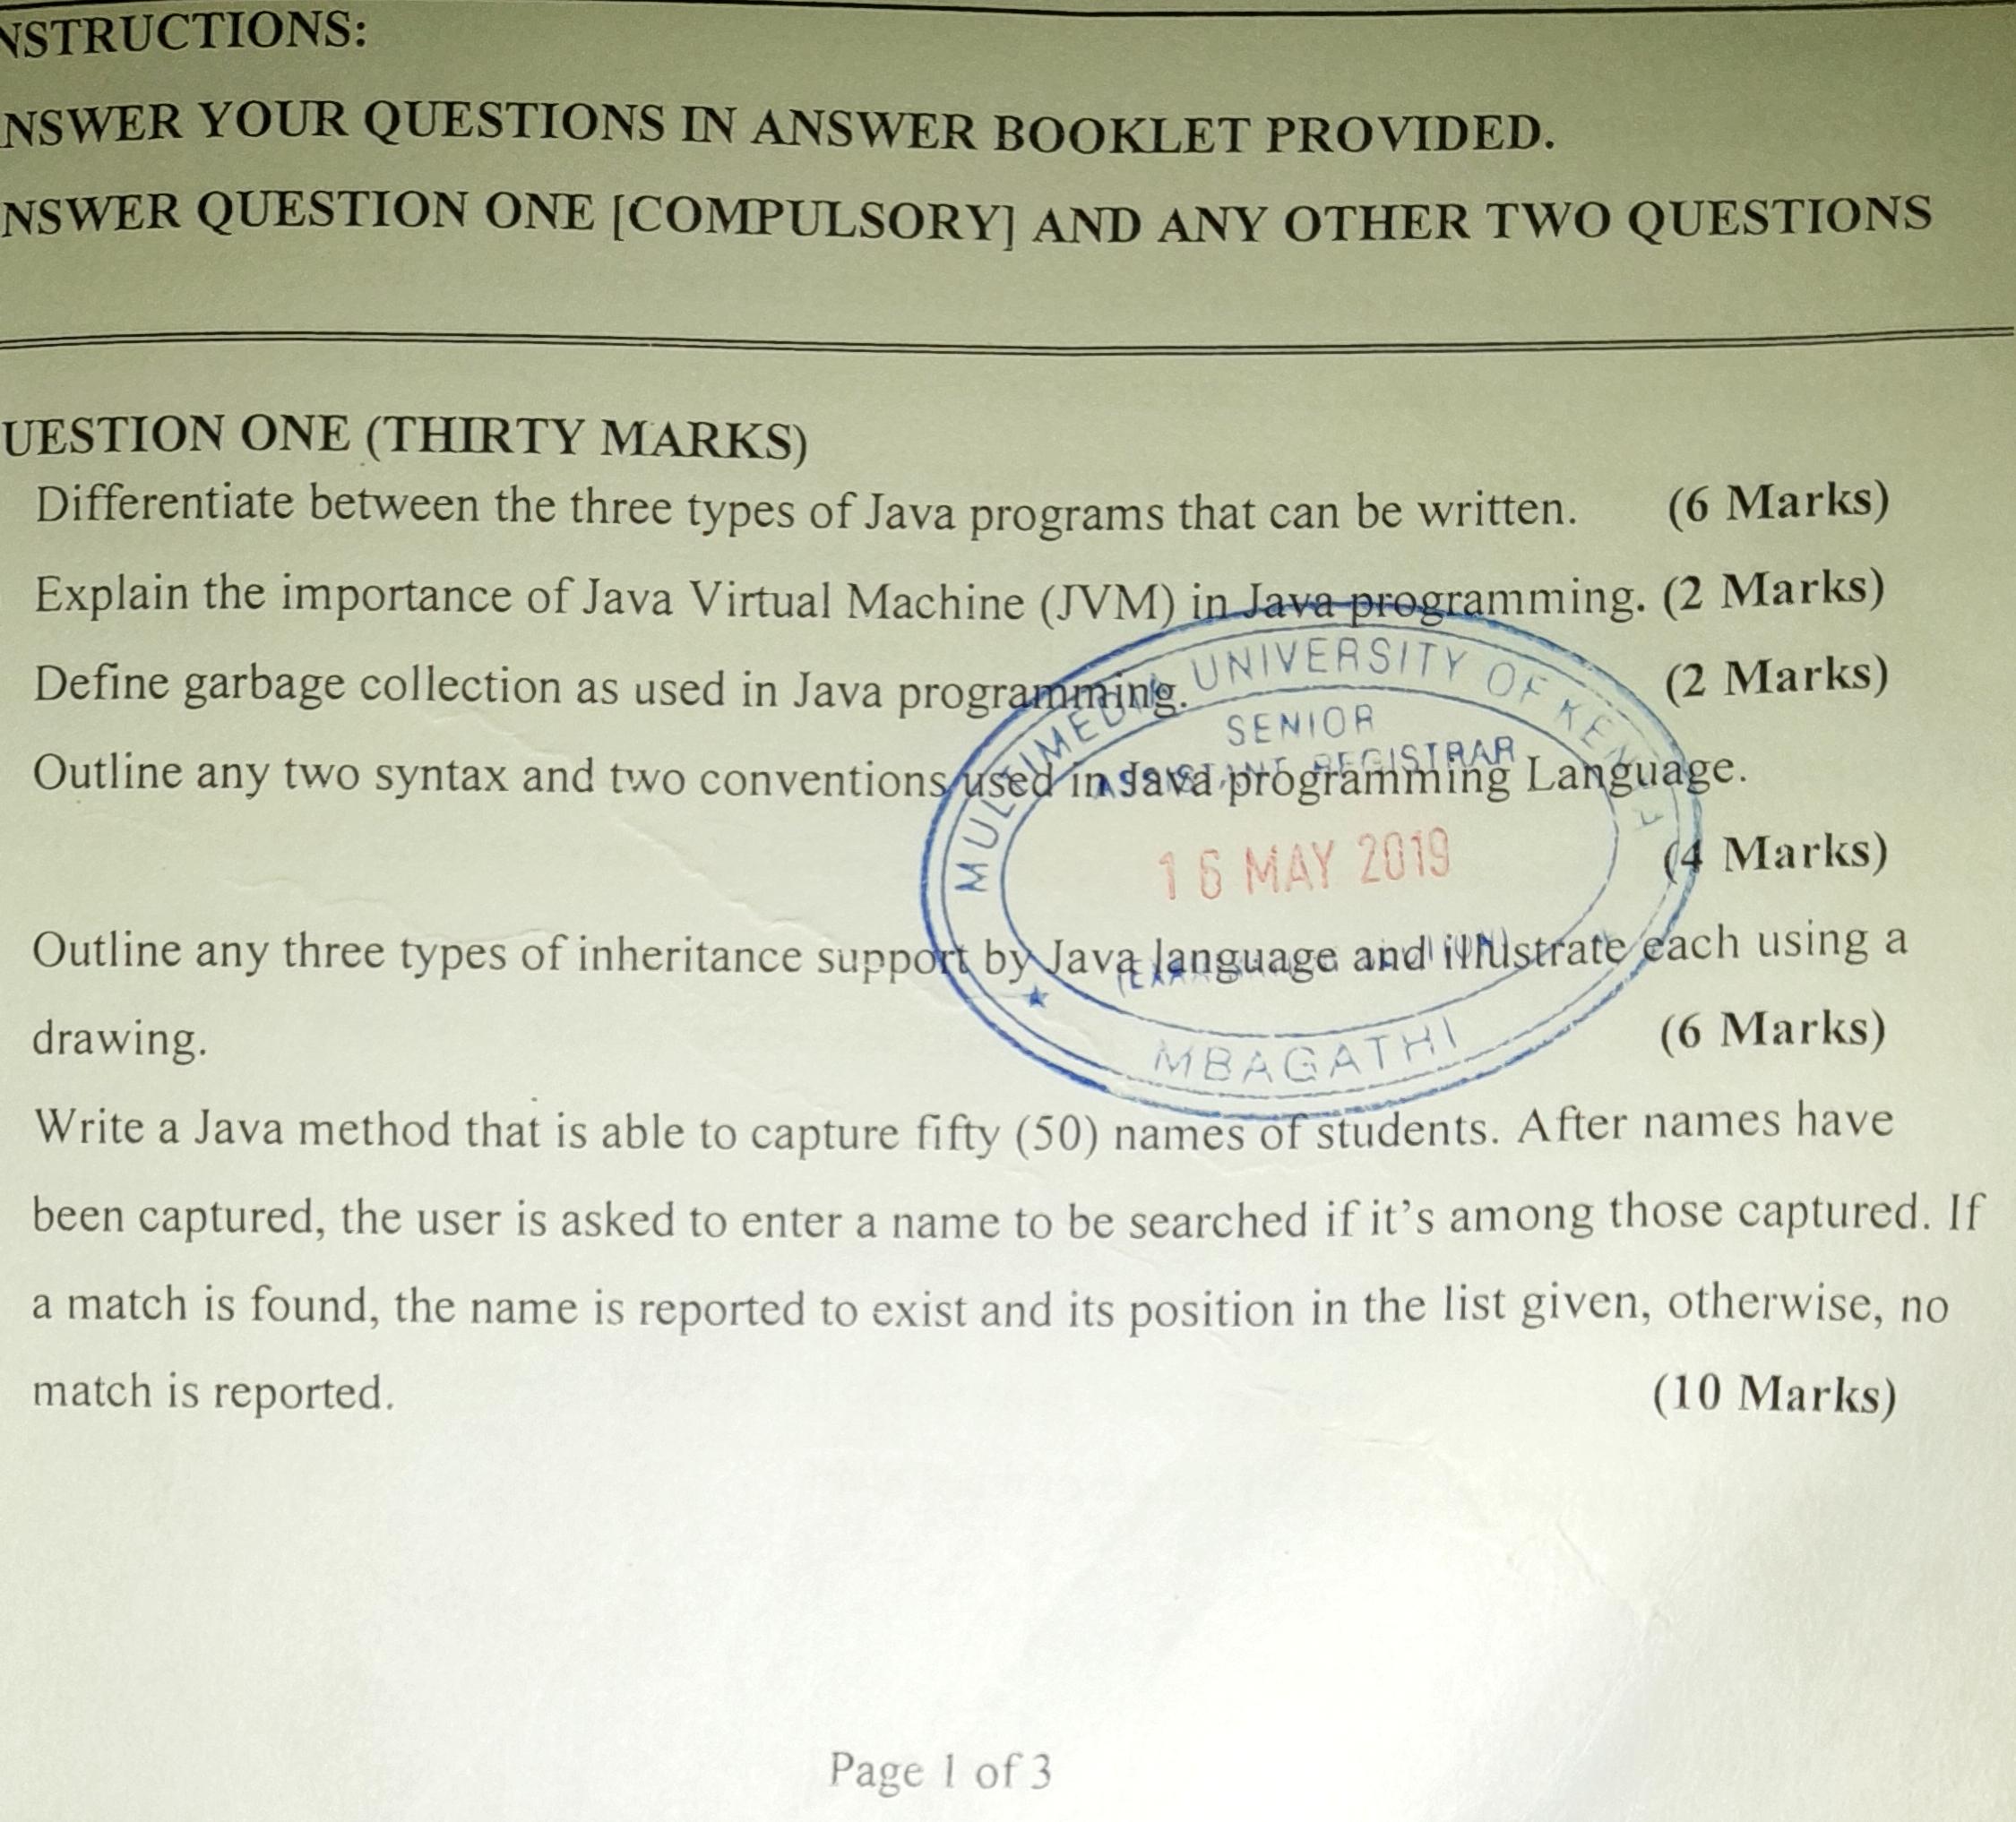 NSTRUCTIONS:
NSWER YOUR QUESTIONS IN ANSWER BOOKLET PROVIDED.
NSWER QUESTION ONE [COMPULSORY] AND ANY OTHER TWO QUESTIONS
UESTION ONE (THIRTY MARKS)
Differentiate between the three types of Java programs that can be written. (6 Marks)
Explain the importance of Java Virtual Machine (JVM) in Java programming. (2 Marks)
Define garbage collection as used in Java programming. (2 Marks)
Outline any two syntax and two conventions used in Java programming Language.
(4 Marks)
Outline any three types of inheritance support by Java language and illustrate each using a
drawing. (6 Marks)
Write a Java method that is able to capture fifty (50) names of students. After names have
been captured, the user is asked to enter a name to be searched if it's among those captured. If
a match is found, the name is reported to exist and its position in the list given, otherwise, no
match is reported. (10 Marks)
MULTIMEDIA UNIVERSITY OF KENYA
SENIOR
ASSISTANT REGISTRAR
16 MAY 2019
MBAGATHI
Page 1 of 3